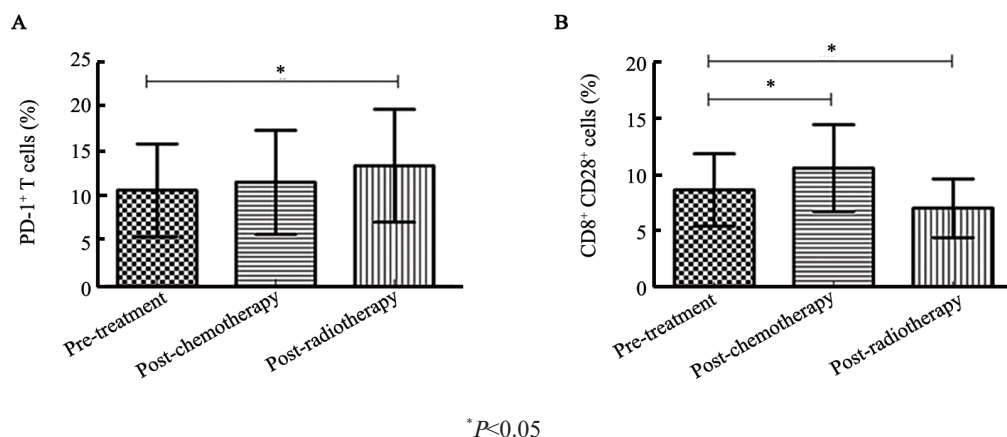 A
PD-1⁺ T cells (%)
25
20
15
10
5
0
*
Pre-treatment
Post-chemotherapy
Post-radiotherapy
B
CD8⁺ CD28⁺ cells (%)
20
15
10
5
0
*
*
Pre-treatment
Post-chemotherapy
Post-radiotherapy
*P<0.05